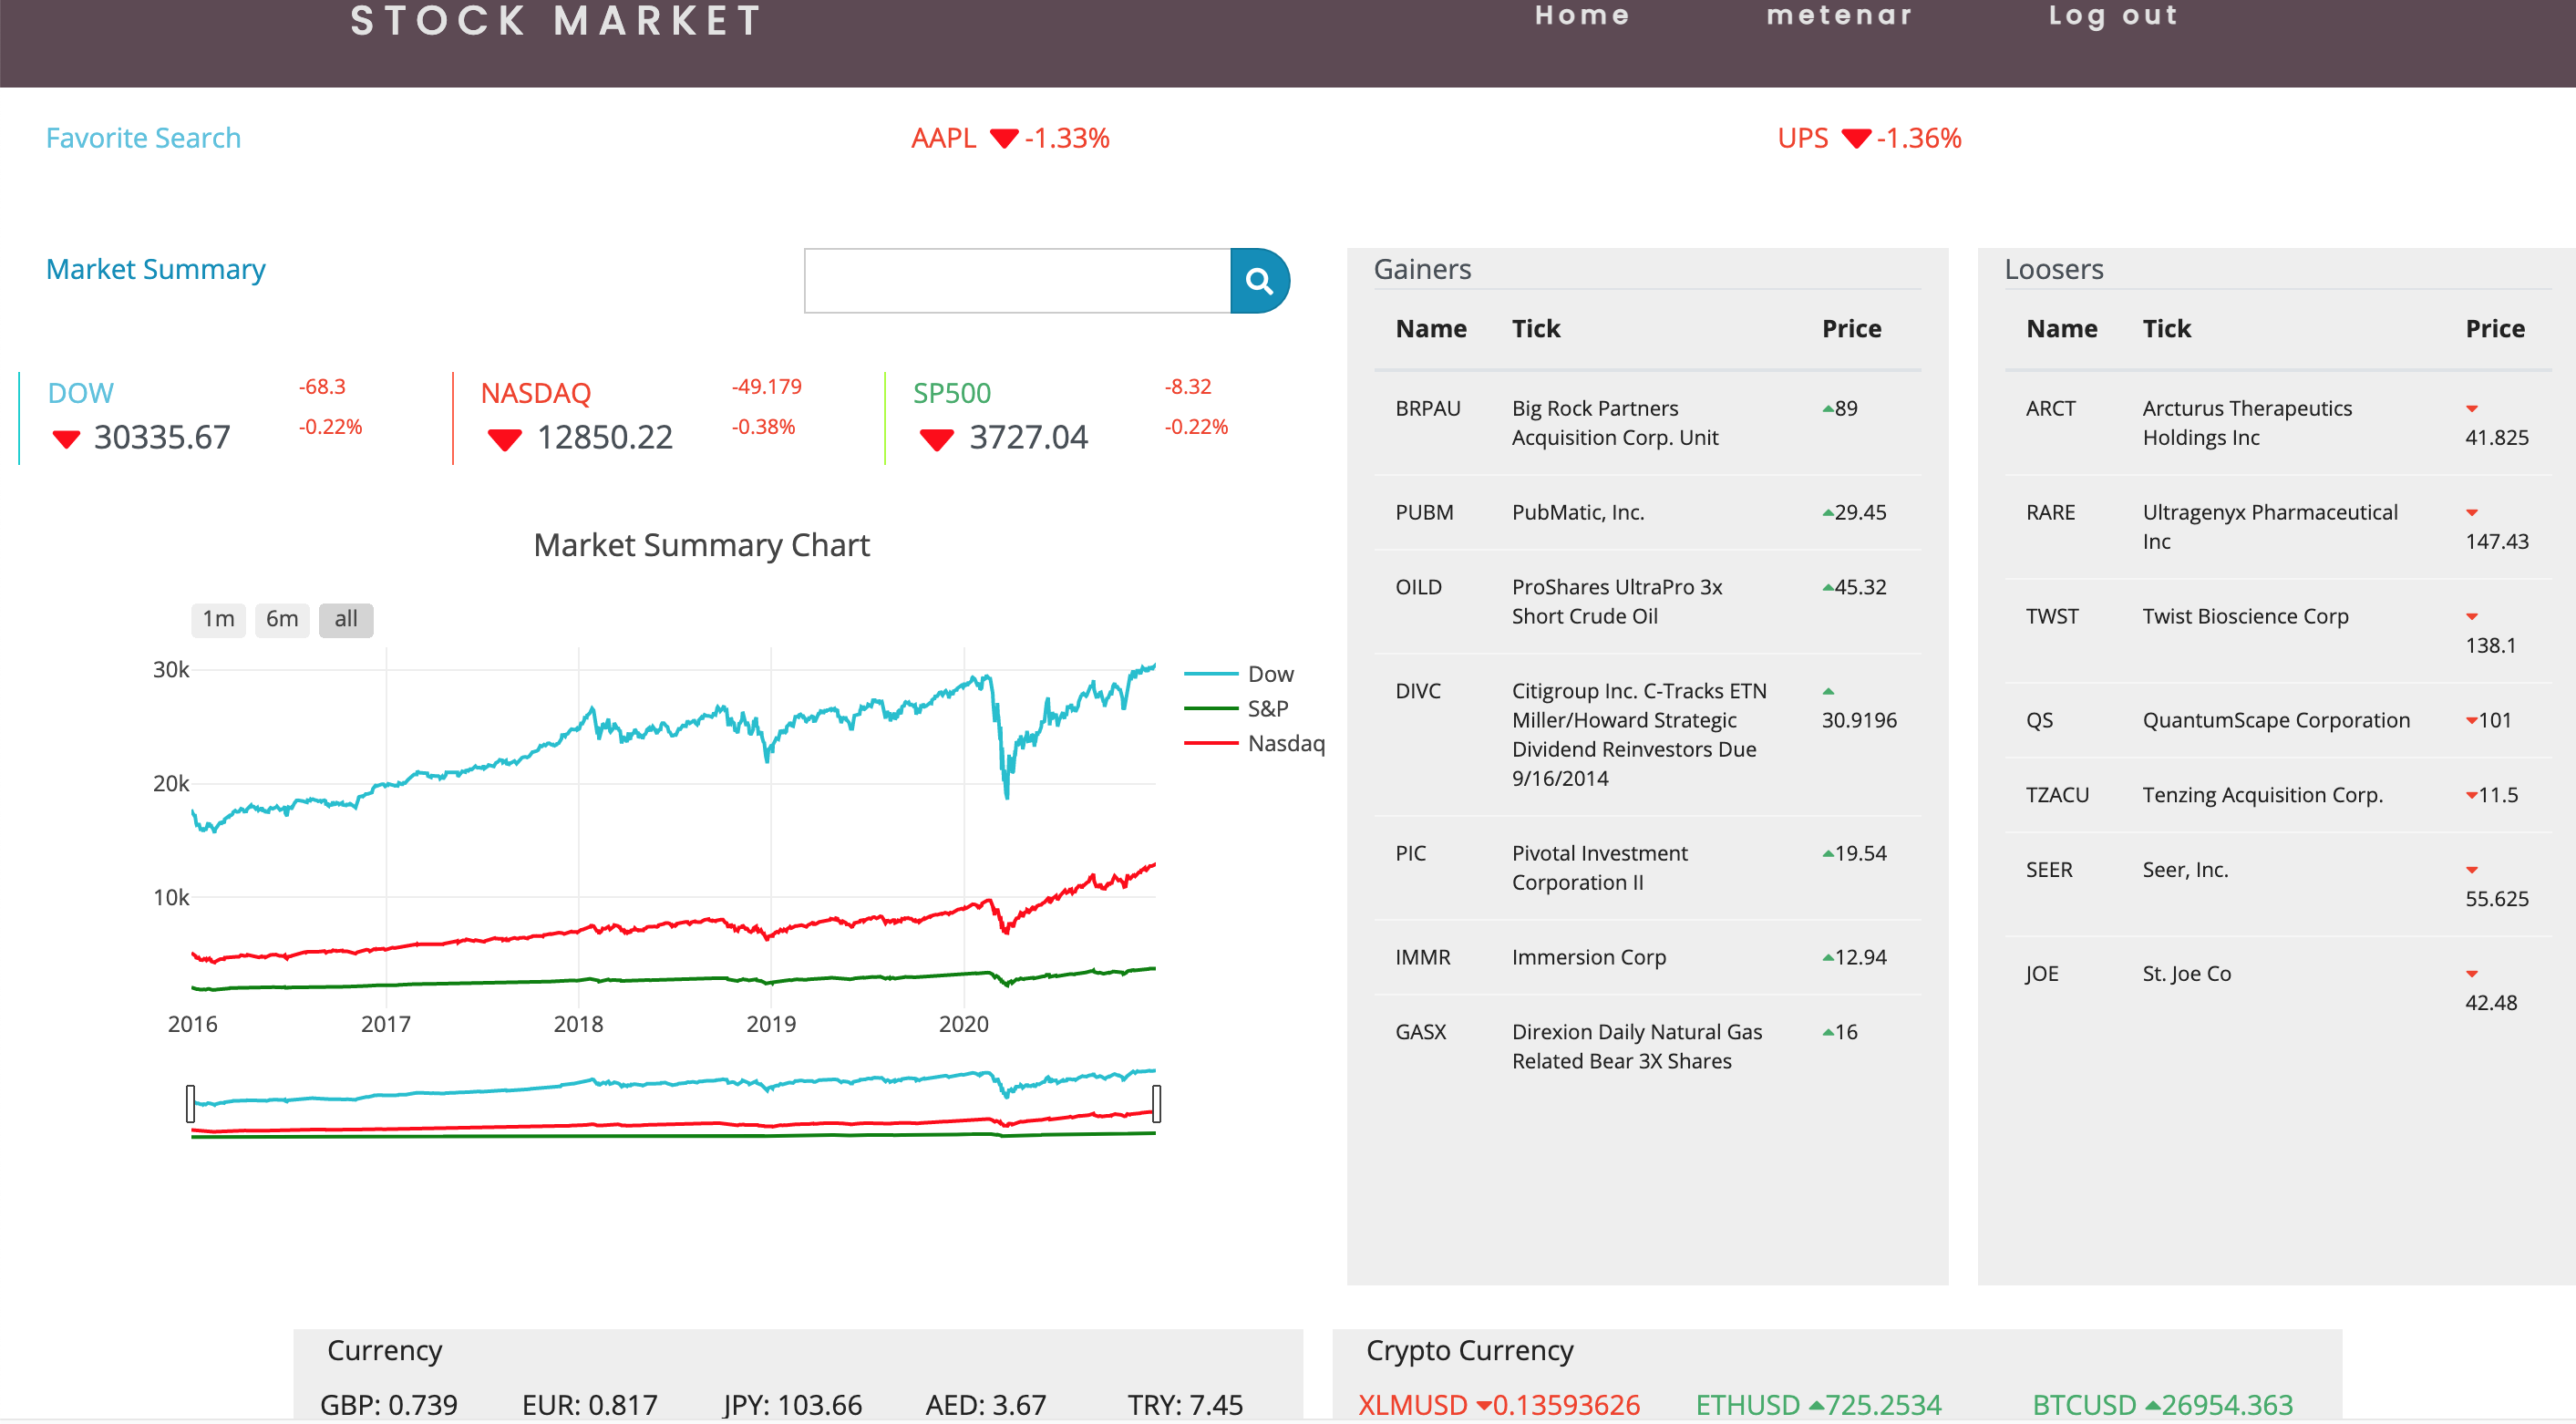 STOCK MARKET
Home
metenar
Log out
Favorite Search
AAPL -1.33%
UPS -1.36%
Market Summary
DOW
-68.3
30335.67
-0.22%
NASDAQ
-49.179
12850.22
-0.38%
SP500
-8.32
3727.04
-0.22%
Market Summary Chart
1m
6m
all
30k
20k
10k
2016
2017
2018
2019
2020
Dow
S&P
Nasdaq
Gainers
Name Tick Price
BRPAU Big Rock Partners 89
Acquisition Corp. Unit
PUBM PubMatic, Inc. 29.45
OILD ProShares UltraPro 3x 45.32
Short Crude Oil
DIVC Citigroup Inc. C-Tracks ETN
Miller/Howard Strategic 30.9196
Dividend Reinvestors Due
9/16/2014
PIC Pivotal Investment 19.54
Corporation II
IMMR Immersion Corp 12.94
GASX Direxion Daily Natural Gas 16
Related Bear 3X Shares
Loosers
Name Tick Price
ARCT Arcturus Therapeutics
Holdings Inc 41.825
RARE Ultragenyx Pharmaceutical
Inc 147.43
TWST Twist Bioscience Corp
138.1
QS QuantumScape Corporation 101
TZACU Tenzing Acquisition Corp. 11.5
SEER Seer, Inc.
55.625
JOE St. Joe Co
42.48
Currency
GBP: 0.739 EUR: 0.817 JPY: 103.66 AED: 3.67 TRY: 7.45
Crypto Currency
XLMUSD 0.13593626 ETHUSD 725.2534 BTCUSD 26954.363